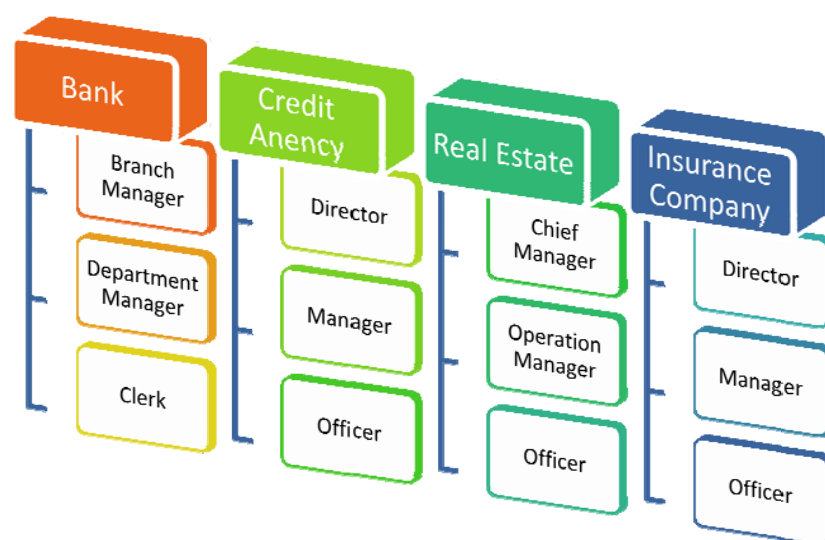 Bank
Branch
Manager
Department
Manager
Clerk
Credit
Anency
Director
Manager
Officer
Real Estate
Chief
Manager
Operation
Manager
Officer
Insurance
Company
Director
Manager
Officer